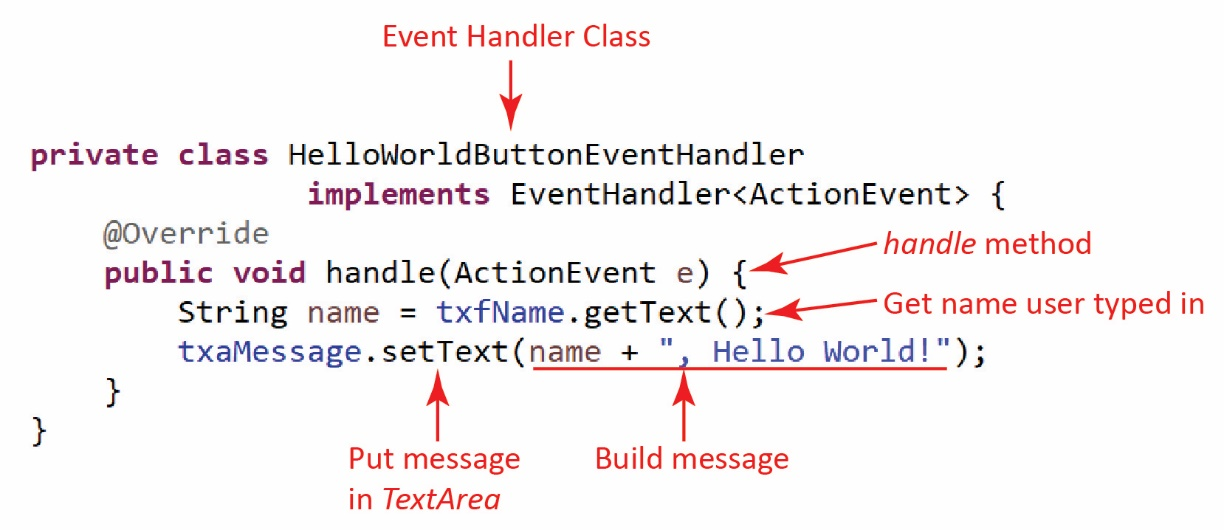 Event Handler Class
private class HelloWorldButtonEventHandler
implements EventHandler<ActionEvent> {
@Override
handle method
public void handle(ActionEvent e) {
Get name user typed in
String name = txfName.getText();
txaMessage.setText(name + ", Hello World!");
}
}
Put message
in TextArea
Build message